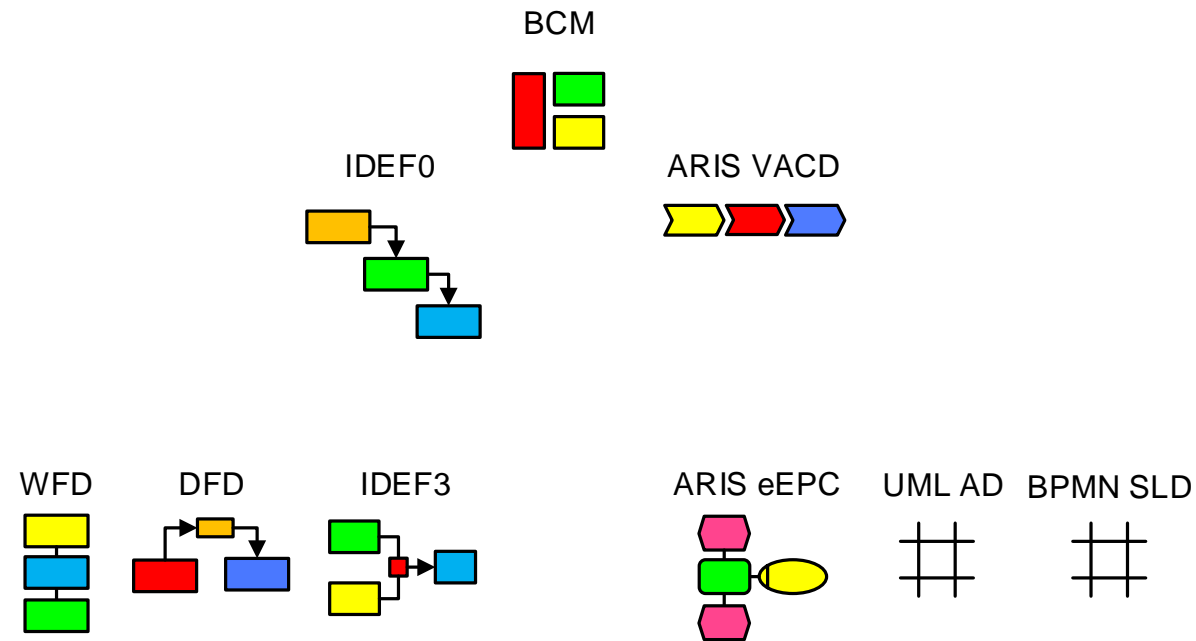 BCM
IDEF0
ARIS VACD
WFD
DFD
IDEF3
ARIS eEPC
UML AD
BPMN SLD